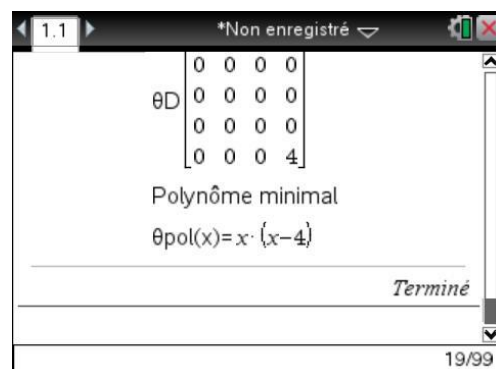 1.1 *Non enregistré
0 0 0 0
θD 0 0 0 0
0 0 0 0
0 0 0 4
Polynôme minimal
θpol(x)=x·(x−4)
Terminé
19/99